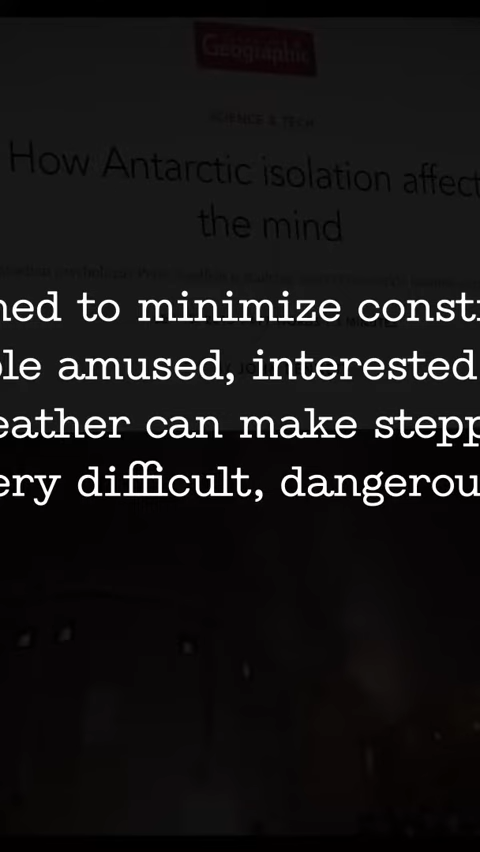 Geographic
SCIENCE & TECH
How Antarctic isolation affect
the mind
ned to minimize constr
ple amused, interested
eather can make stepp
ery difficult, dangerou